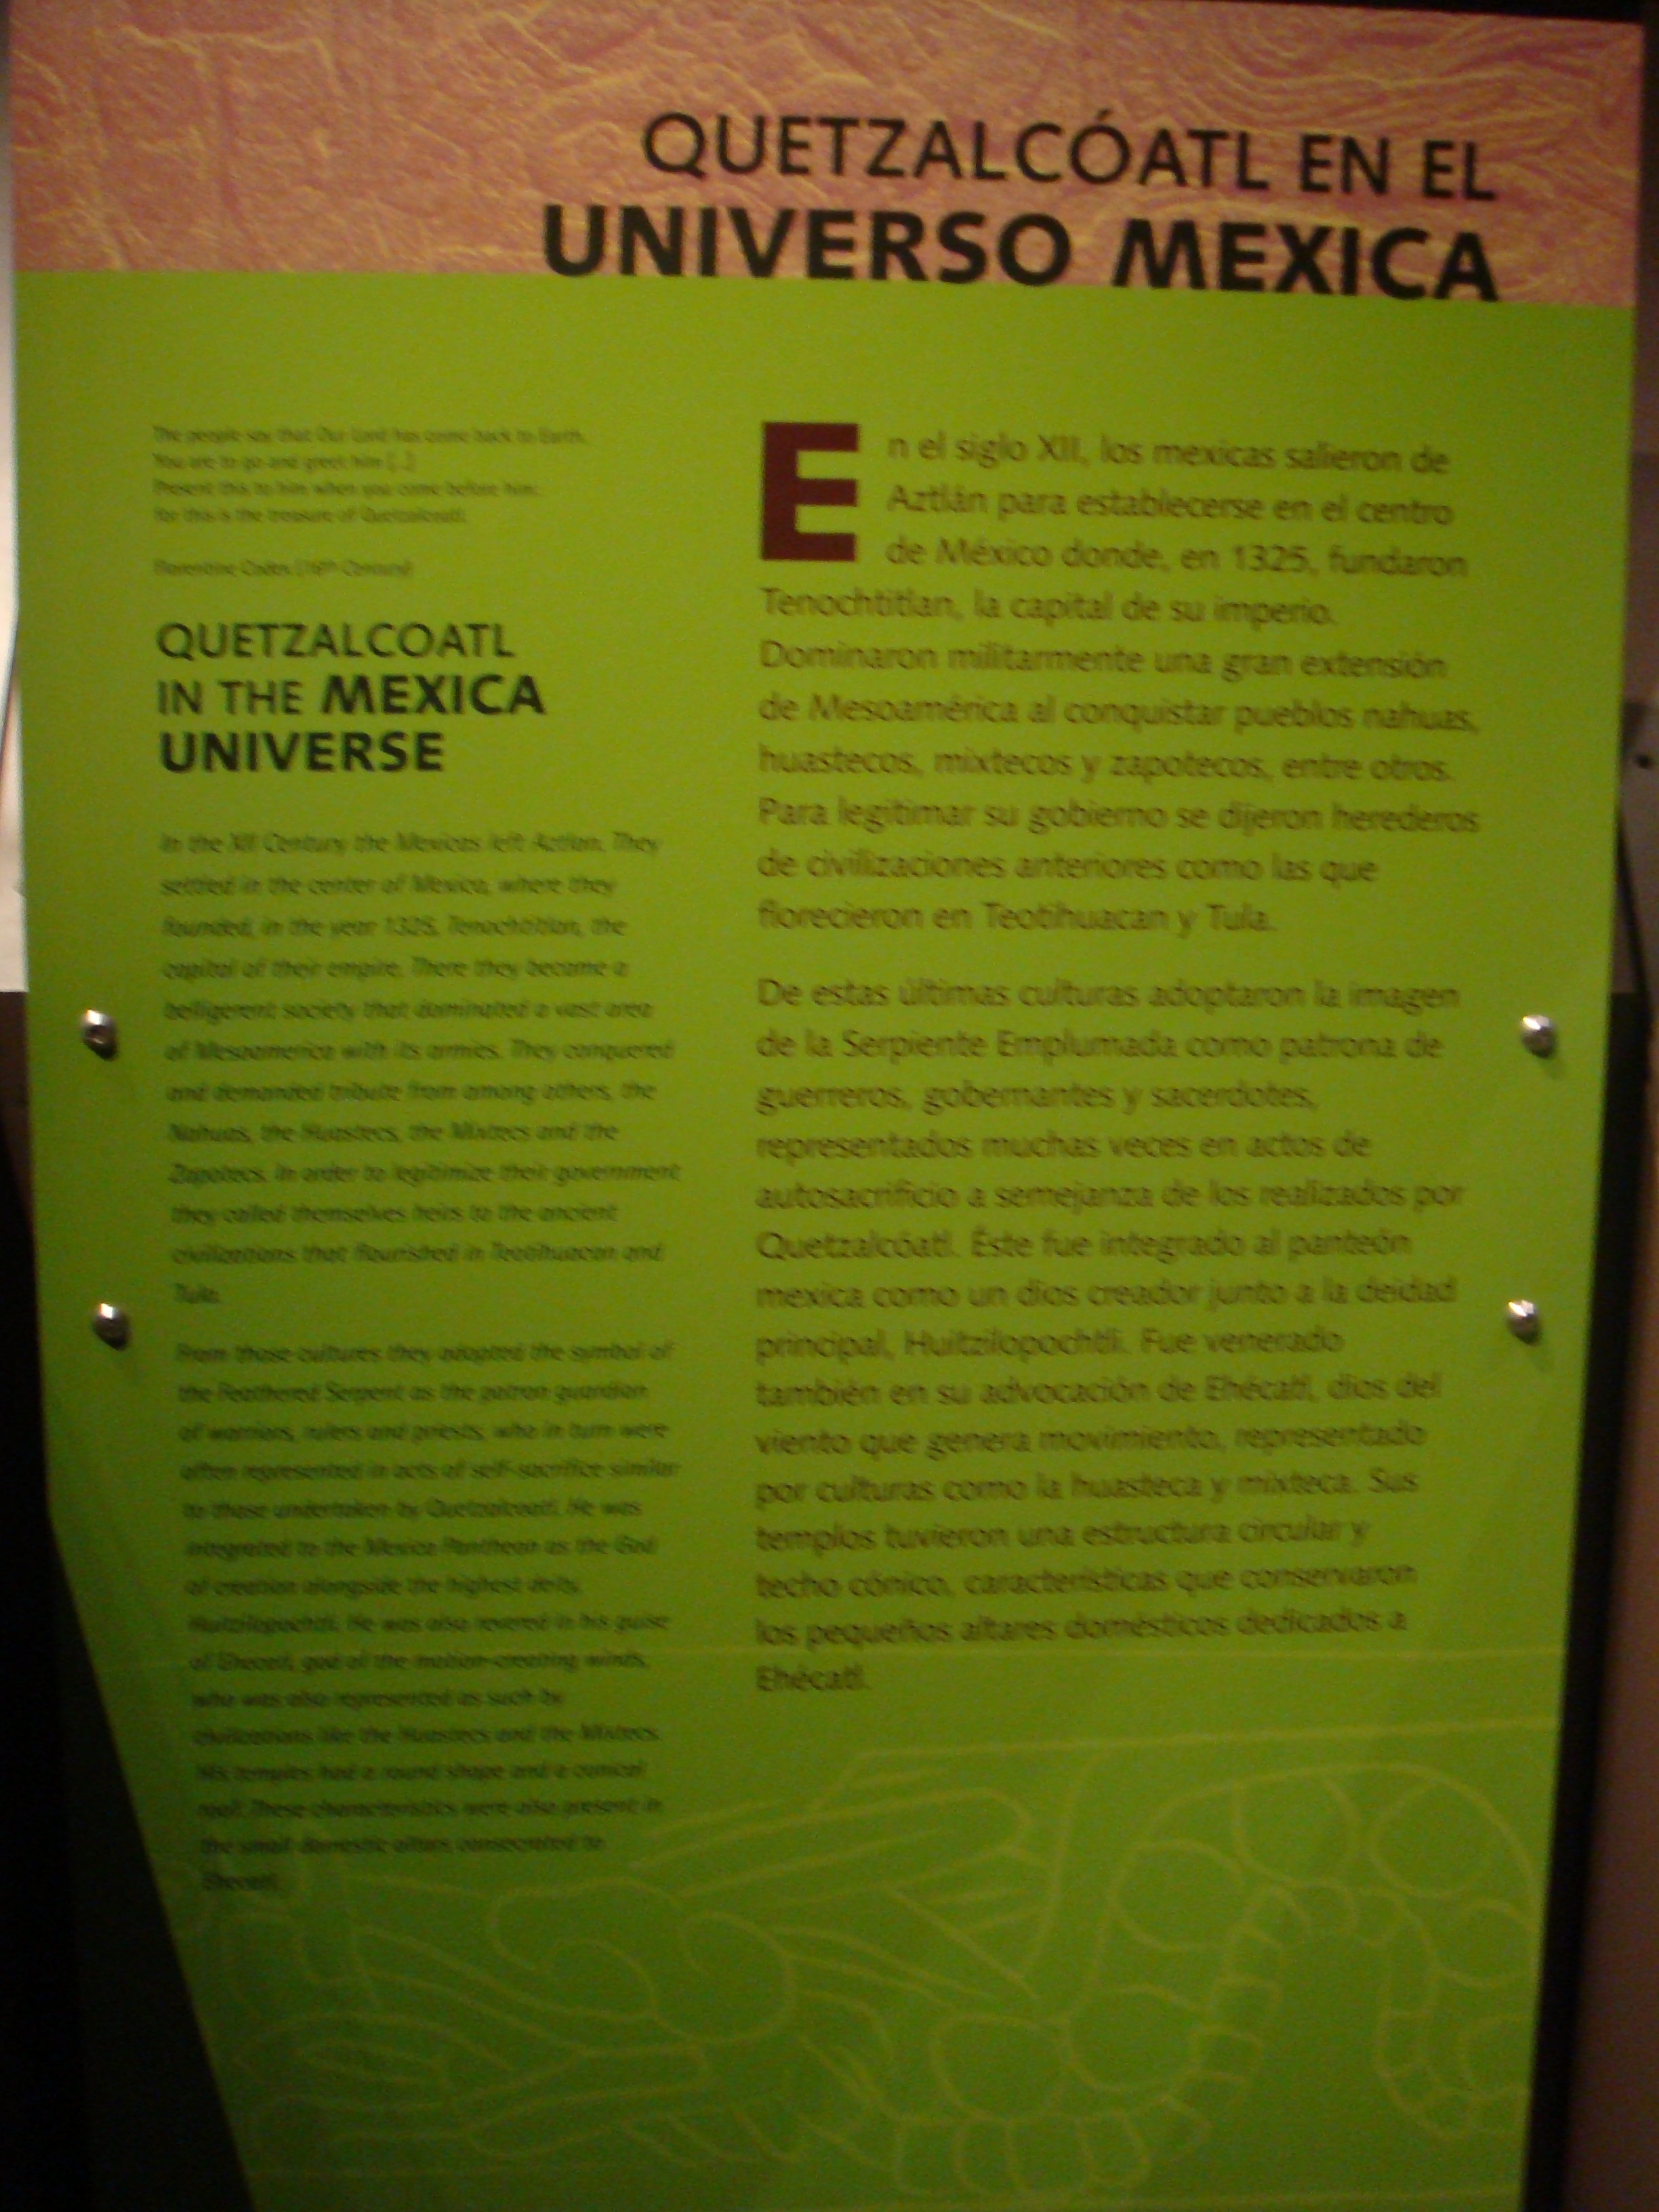 QUETZALCÓATL EN EL
UNIVERSO MEXICA
The people say that Our Lord has come back to Earth.
You are to go and greet him [...]
Present this to him when you come before him:
for this is the treasure of Quetzalcoatl.
Florentine Codex (16th Century)
QUETZALCOATL
IN THE MEXICA
UNIVERSE
In the XII Century the Mexicas left Aztlan. They
settled in the center of Mexico, where they
founded, in the year 1325, Tenochtitlan, the
capital of their empire. There they became a
belligerent society that dominated a vast area
of Mesoamerica with its armies. They conquered
and demanded tribute from among others, the
Nahuas, the Huastecs, the Mixtecs and the
Zapotecs. In order to legitimize their government
they called themselves heirs to the ancient
civilizations that flourished in Teotihuacan and
Tula.
From those cultures they adopted the symbol of
the Feathered Serpent as the patron guardian
of warriors, rulers and priests, who in turn were
often represented in acts of self-sacrifice similar
to those undertaken by Quetzalcoatl. He was
integrated to the Mexica Pantheon as the God
of creation alongside the highest deity,
Huitzilopochtli. He was also revered in his guise
of Ehecatl, god of the motion-creating winds,
who was also represented as such by
civilizations like the Huastecs and the Mixtecs.
His temples had a round shape and a conical
roof. These characteristics were also present in
the small domestic altars consecrated to
Ehecatl.
En el siglo XII, los mexicas salieron de
Aztlán para establecerse en el centro
de México donde, en 1325, fundaron
Tenochtitlan, la capital de su imperio.
Dominaron militarmente una gran extensión
de Mesoamérica al conquistar pueblos nahuas,
huastecos, mixtecos y zapotecos, entre otros.
Para legitimar su gobierno se dijeron herederos
de civilizaciones anteriores como las que
florecieron en Teotihuacan y Tula.
De estas últimas culturas adoptaron la imagen
de la Serpiente Emplumada como patrona de
guerreros, gobernantes y sacerdotes,
representados muchas veces en actos de
autosacrificio a semejanza de los realizados por
Quetzalcóatl. Éste fue integrado al panteón
mexica como un dios creador junto a la deidad
principal, Huitzilopochtli. Fue venerado
también en su advocación de Ehécatl, dios del
viento que genera movimiento, representado
por culturas como la huasteca y mixteca. Sus
templos tuvieron una estructura circular y
techo cónico, características que conservaron
los pequeños altares domésticos dedicados a
Ehécatl.